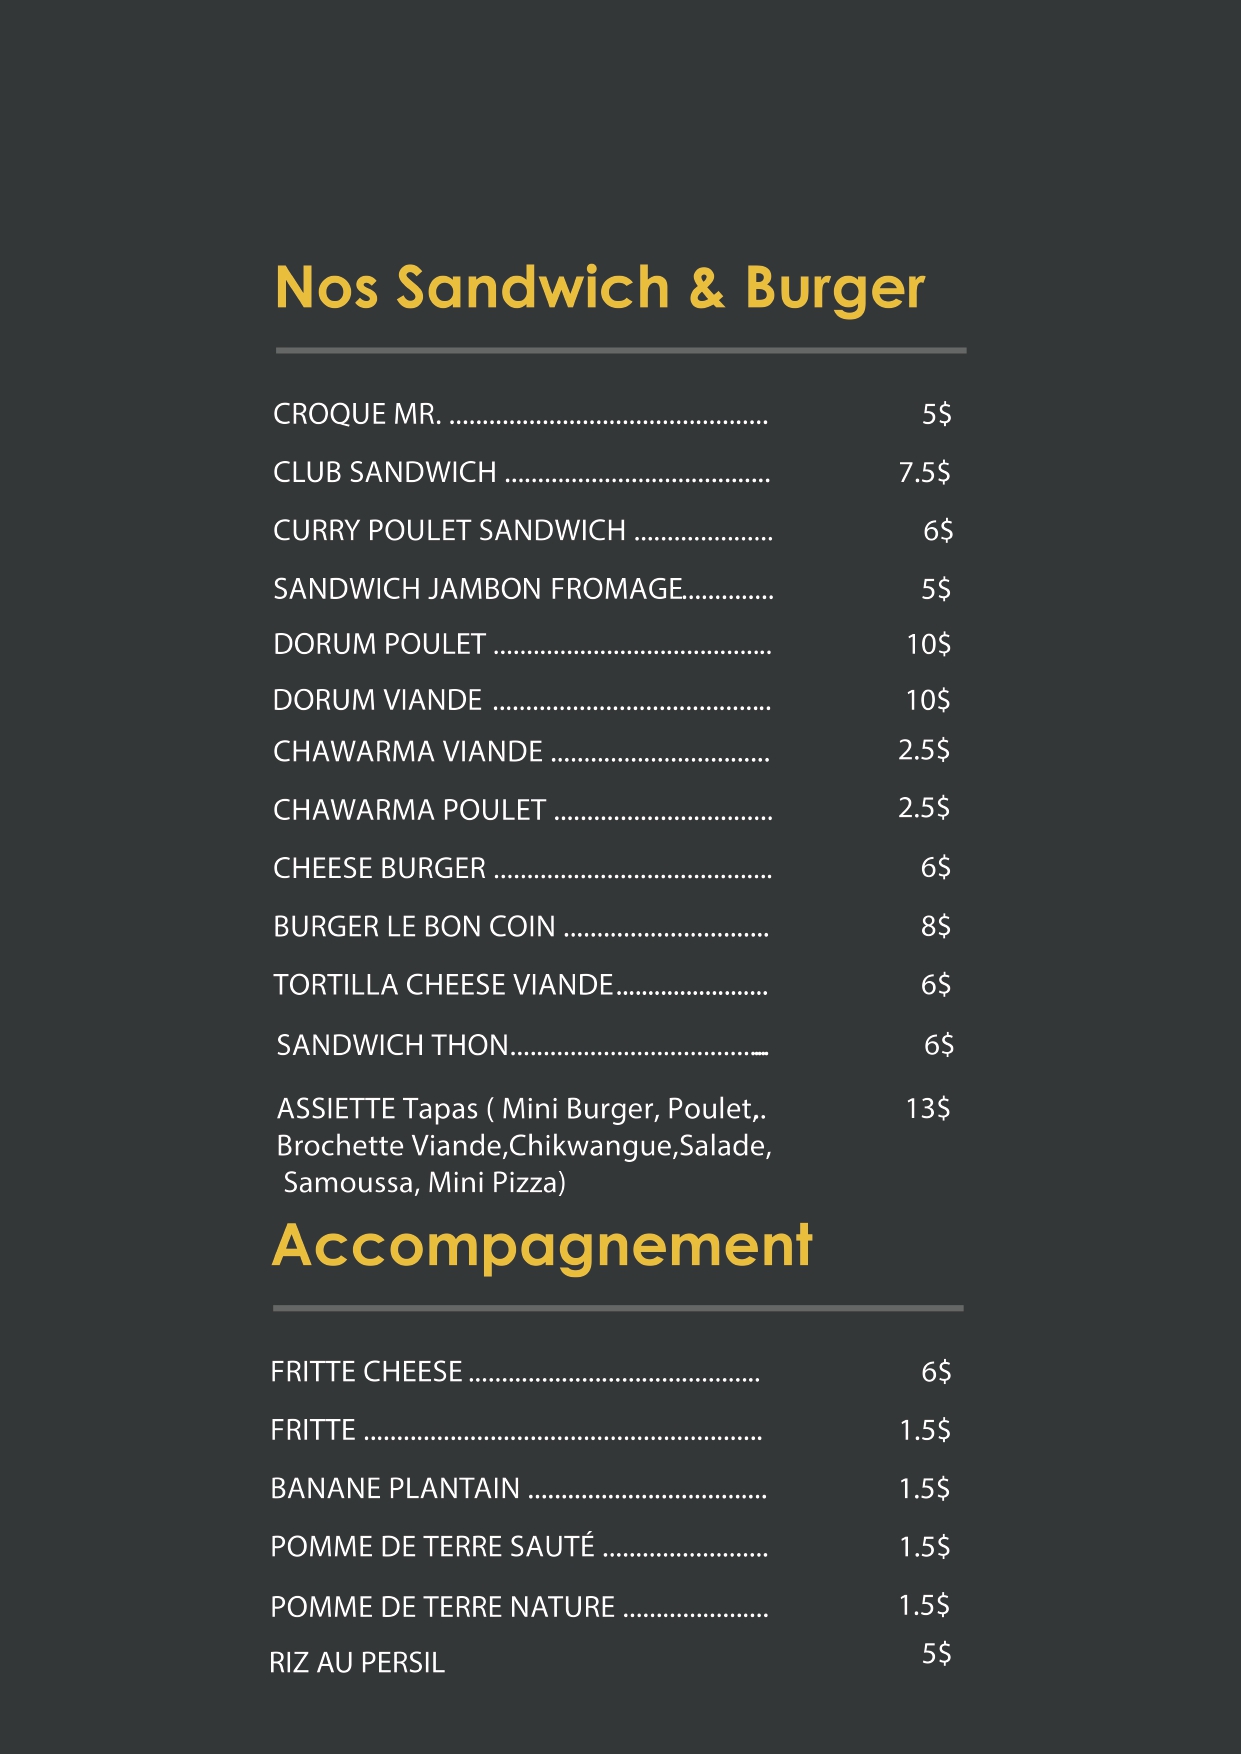 Nos Sandwich & Burger
CROQUE MR. ................................................ 5$
CLUB SANDWICH ........................................ 7.5$
CURRY POULET SANDWICH ..................... 6$
SANDWICH JAMBON FROMAGE.............. 5$
DORUM POULET .......................................... 10$
DORUM VIANDE .......................................... 10$
CHAWARMA VIANDE ................................. 2.5$
CHAWARMA POULET ................................. 2.5$
CHEESE BURGER .......................................... 6$
BURGER LE BON COIN ............................... 8$
TORTILLA CHEESE VIANDE....................... 6$
SANDWICH THON....................................... 6$
ASSIETTE Tapas ( Mini Burger, Poulet,.. 13$
Brochette Viande,Chikwangue,Salade,
Samoussa, Mini Pizza)
Accompagnement
FRITTE CHEESE ............................................ 6$
FRITTE ............................................................ 1.5$
BANANE PLANTAIN .................................... 1.5$
POMME DE TERRE SAUTÉ ......................... 1.5$
POMME DE TERRE NATURE ...................... 1.5$
RIZ AU PERSIL 5$